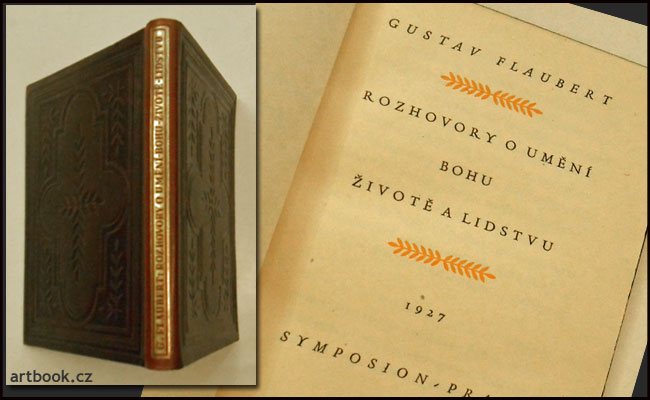 G. FLAUBERT: ROZHOVORY O UMĚNÍ · BOHU · ŽIVOTĚ · LIDSTVU
artbook.cz
GUSTAV FLAUBERT
ROZHOVORY O UMĚNÍ
BOHU
ŽIVOTĚ A LIDSTVU
1927
SYMPOSION